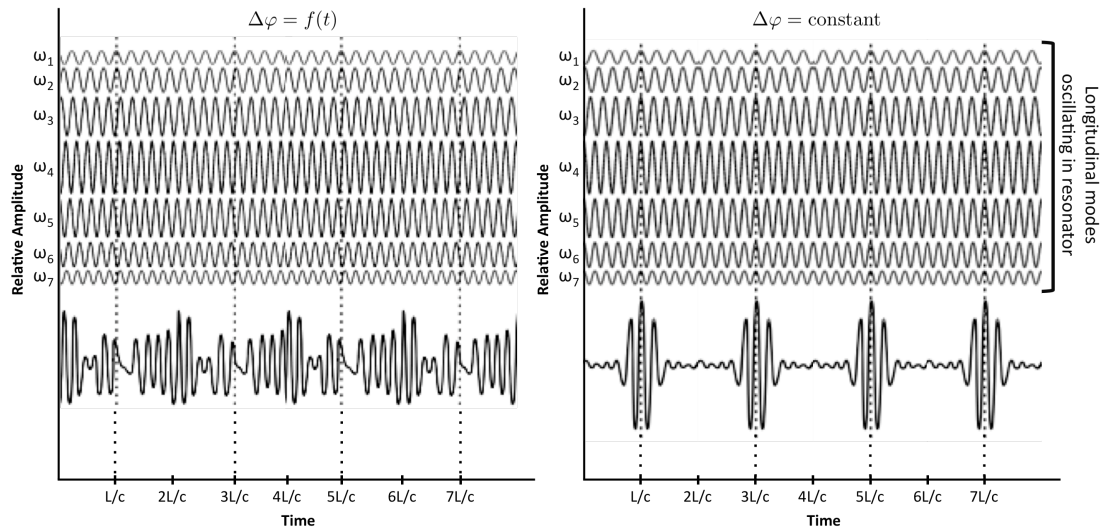 Δφ = f(t)
ω₁
ω₂
ω₃
ω₄
ω₅
ω₆
ω₇
Relative Amplitude
L/c 2L/c 3L/c 4L/c 5L/c 6L/c 7L/c
Time
Δφ = constant
ω₁
ω₂
ω₃
ω₄
ω₅
ω₆
ω₇
Relative Amplitude
L/c 2L/c 3L/c 4L/c 5L/c 6L/c 7L/c
Time
Longitudinal modes
oscillating in resonator